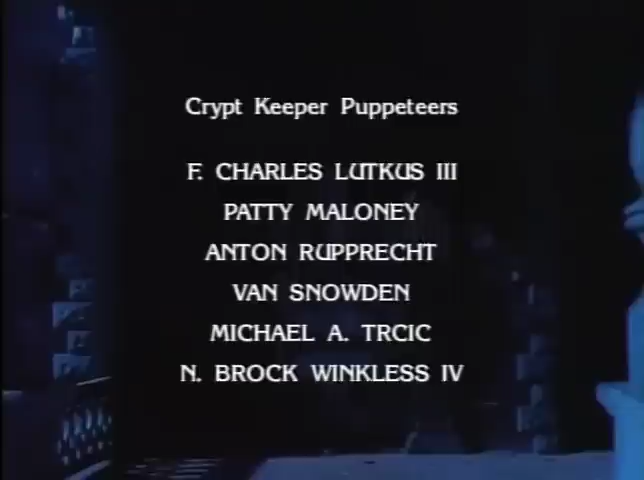 Crypt Keeper Puppeteers
F. CHARLES LUTKUS III
PATTY MALONEY
ANTON RUPPRECHT
VAN SNOWDEN
MICHAEL A. TRCIC
N. BROCK WINKLESS IV